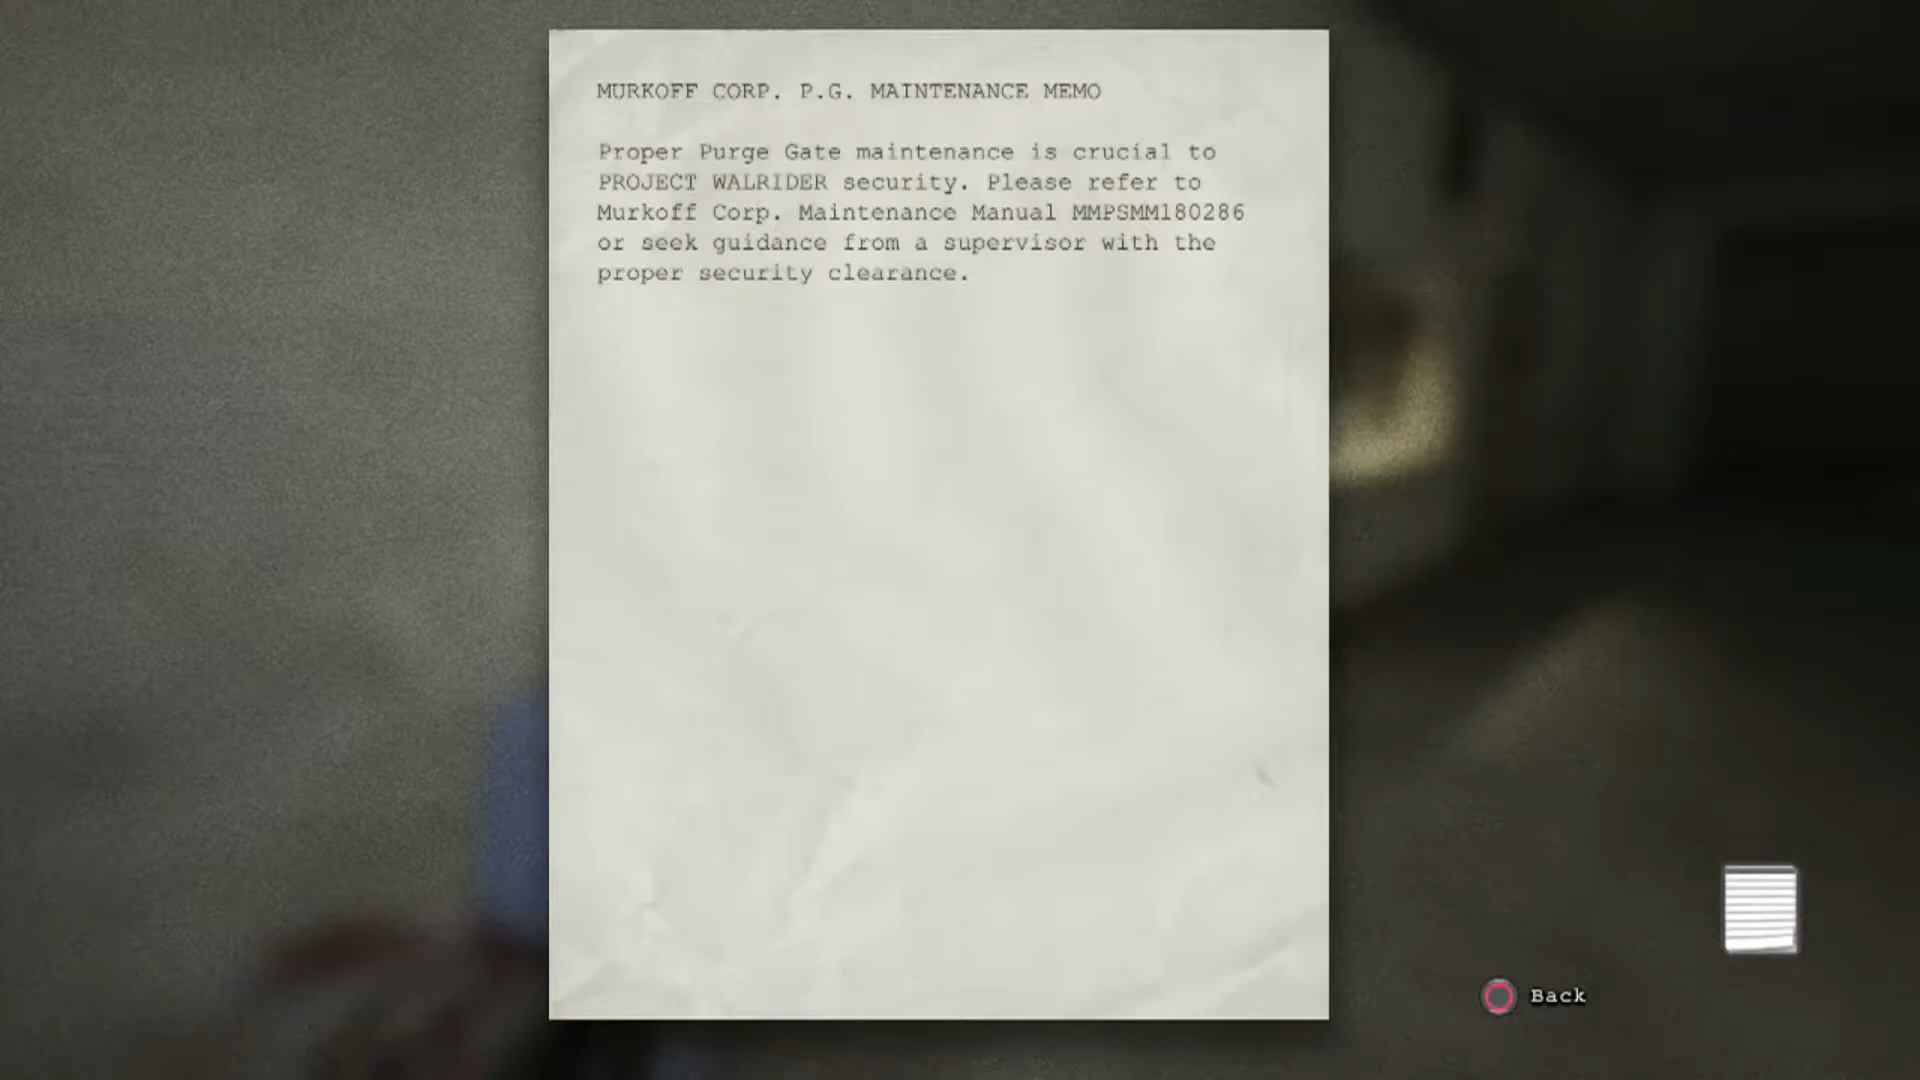 MURKOFF CORP. P.G. MAINTENANCE MEMO
Proper Purge Gate maintenance is crucial to
PROJECT WALRIDER security. Please refer to
Murkoff Corp. Maintenance Manual MMPSMM180286
or seek guidance from a supervisor with the
proper security clearance.
Back